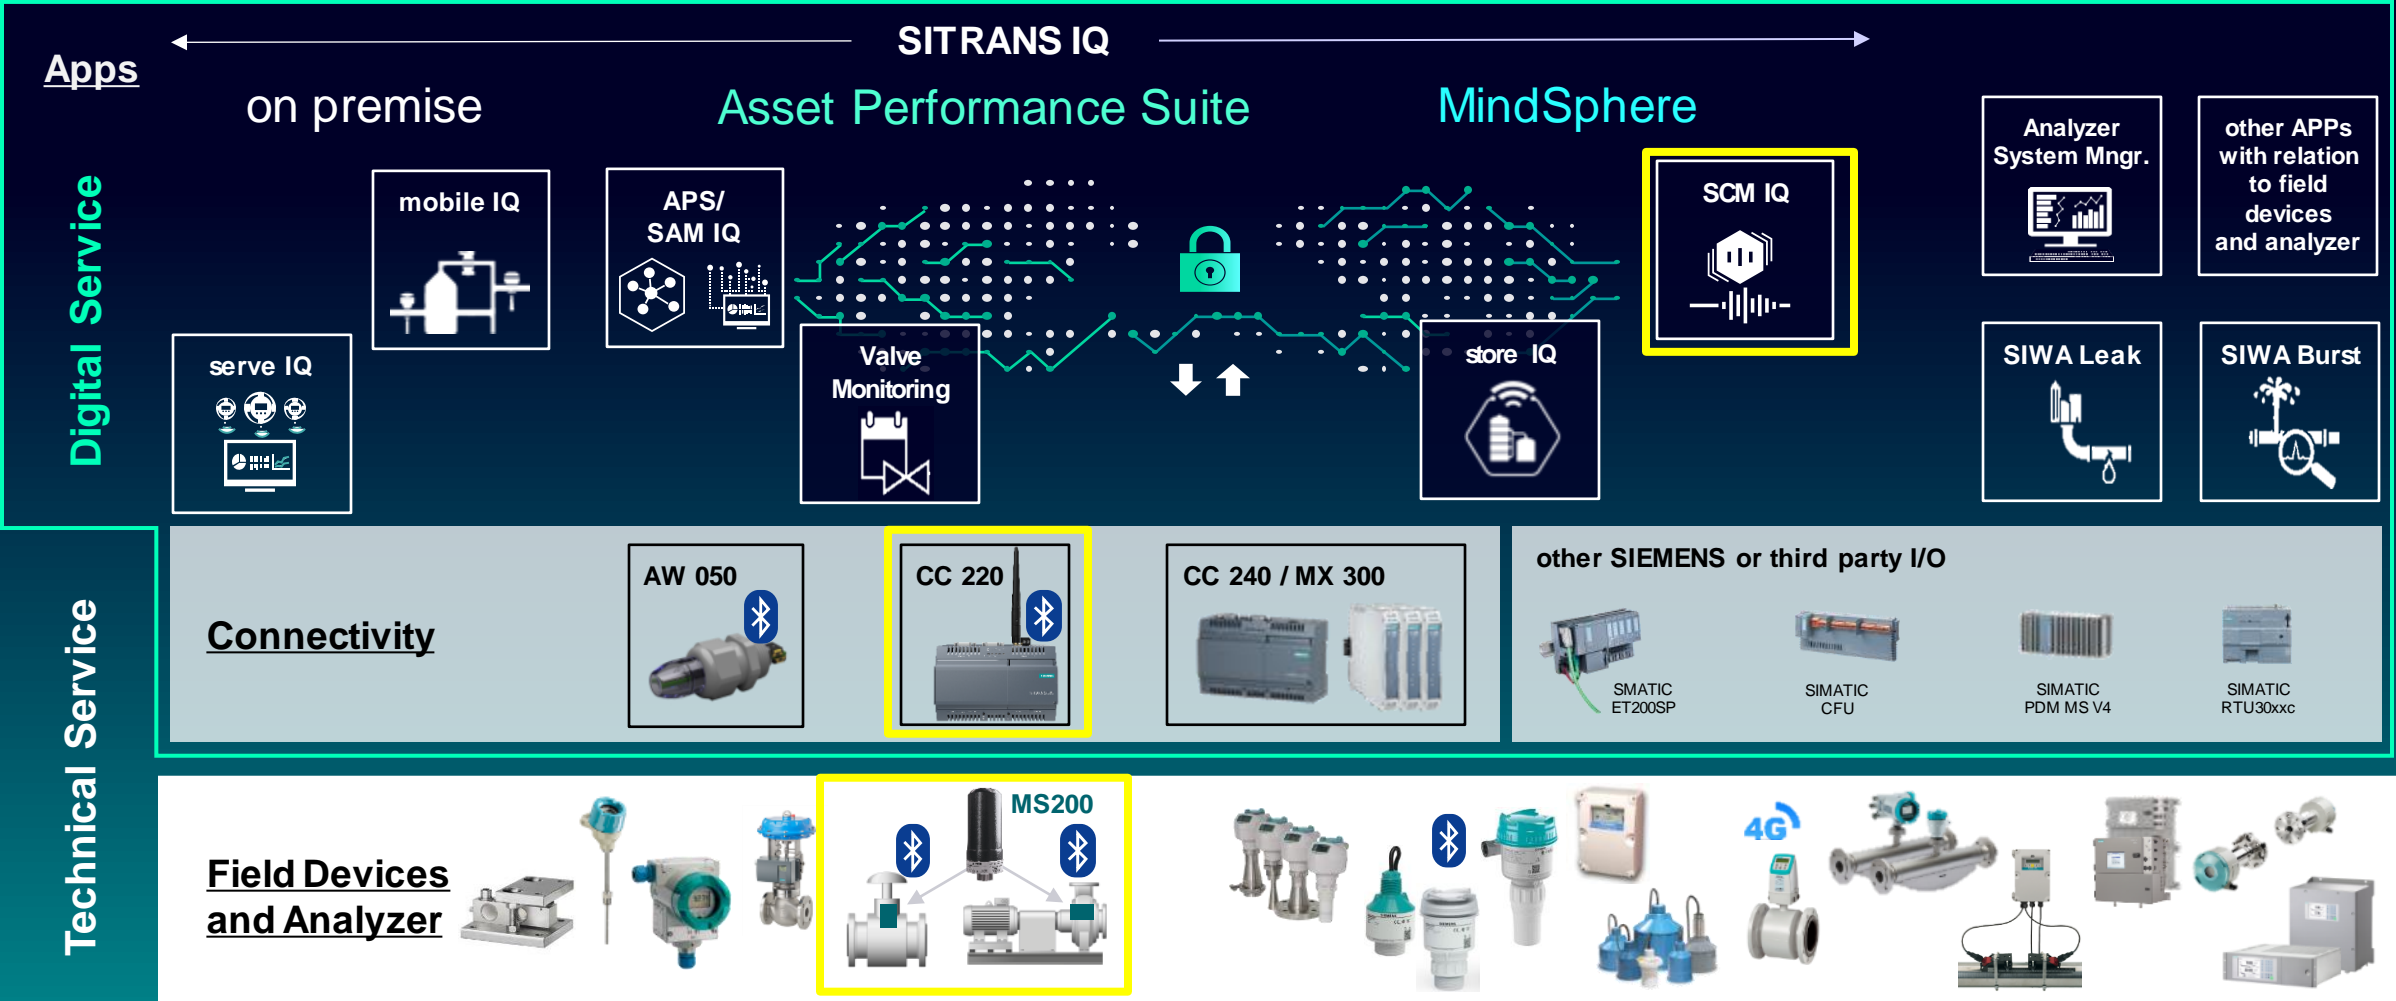 SITRANS IQ
Apps
on premise
Asset Performance Suite
MindSphere
Digital Service
serve IQ
mobile IQ
APS/
SAM IQ
Valve
Monitoring
store IQ
SCM IQ
Analyzer
System Mngr.
other APPs
with relation
to field
devices
and analyzer
SIWA Leak
SIWA Burst
Technical Service
Connectivity
AW 050
CC 220
CC 240 / MX 300
other SIEMENS or third party I/O
SMATIC
ET200SP
SIMATIC
CFU
SIMATIC
PDM MS V4
SIMATIC
RTU30xxc
Field Devices
and Analyzer
MS200
4G